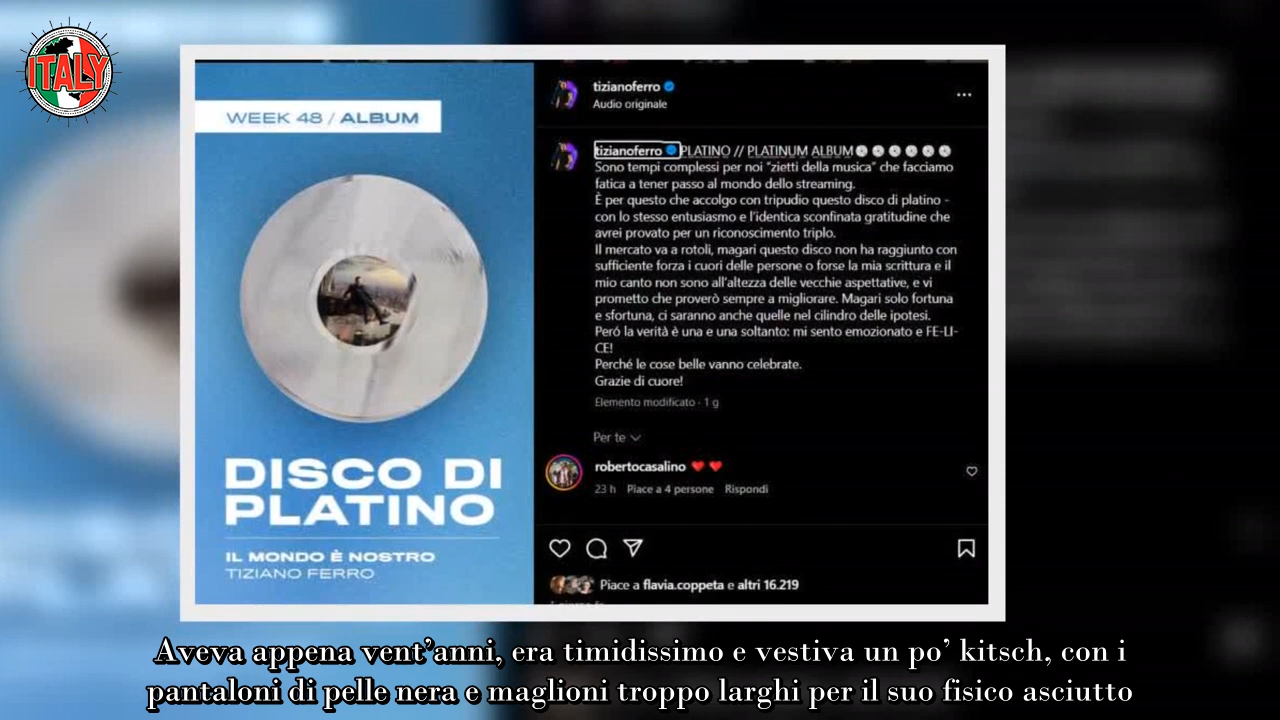 ITALY
WEEK 48 / ALBUM
DISCO DI
PLATINO
IL MONDO È NOSTRO
TIZIANO FERRO
tizianoferro
Audio originale
tizianoferro PLATINO // PLATINUM ALBUM💿💿💿💿💿💿
Sono tempi complessi per noi “zietti della musica” che facciamo
fatica a tener passo al mondo dello streaming.
È per questo che accolgo con tripudio questo disco di platino -
con lo stesso entusiasmo e l’identica sconfinata gratitudine che
avrei provato per un riconoscimento triplo.
Il mercato va a rotoli, magari questo disco non ha raggiunto con
sufficiente forza i cuori delle persone o forse la mia scrittura e il
mio canto non sono all’altezza delle vecchie aspettative, e vi
prometto che proverò sempre a migliorare. Magari solo fortuna
e sfortuna, ci saranno anche quelle nel cilindro delle ipotesi.
Peró la verità è una e una soltanto: mi sento emozionato e FE-LI-
CE!
Perché le cose belle vanno celebrate.
Grazie di cuore!
Elemento modificato · 1 g
Per te
robertocasalino ❤️ ❤️
23 h Piace a 4 persone Rispondi
Piace a flavia.coppeta e altri 16.219
Aveva appena vent’anni, era timidissimo e vestiva un po’ kitsch, con i
pantaloni di pelle nera e maglioni troppo larghi per il suo fisico asciutto